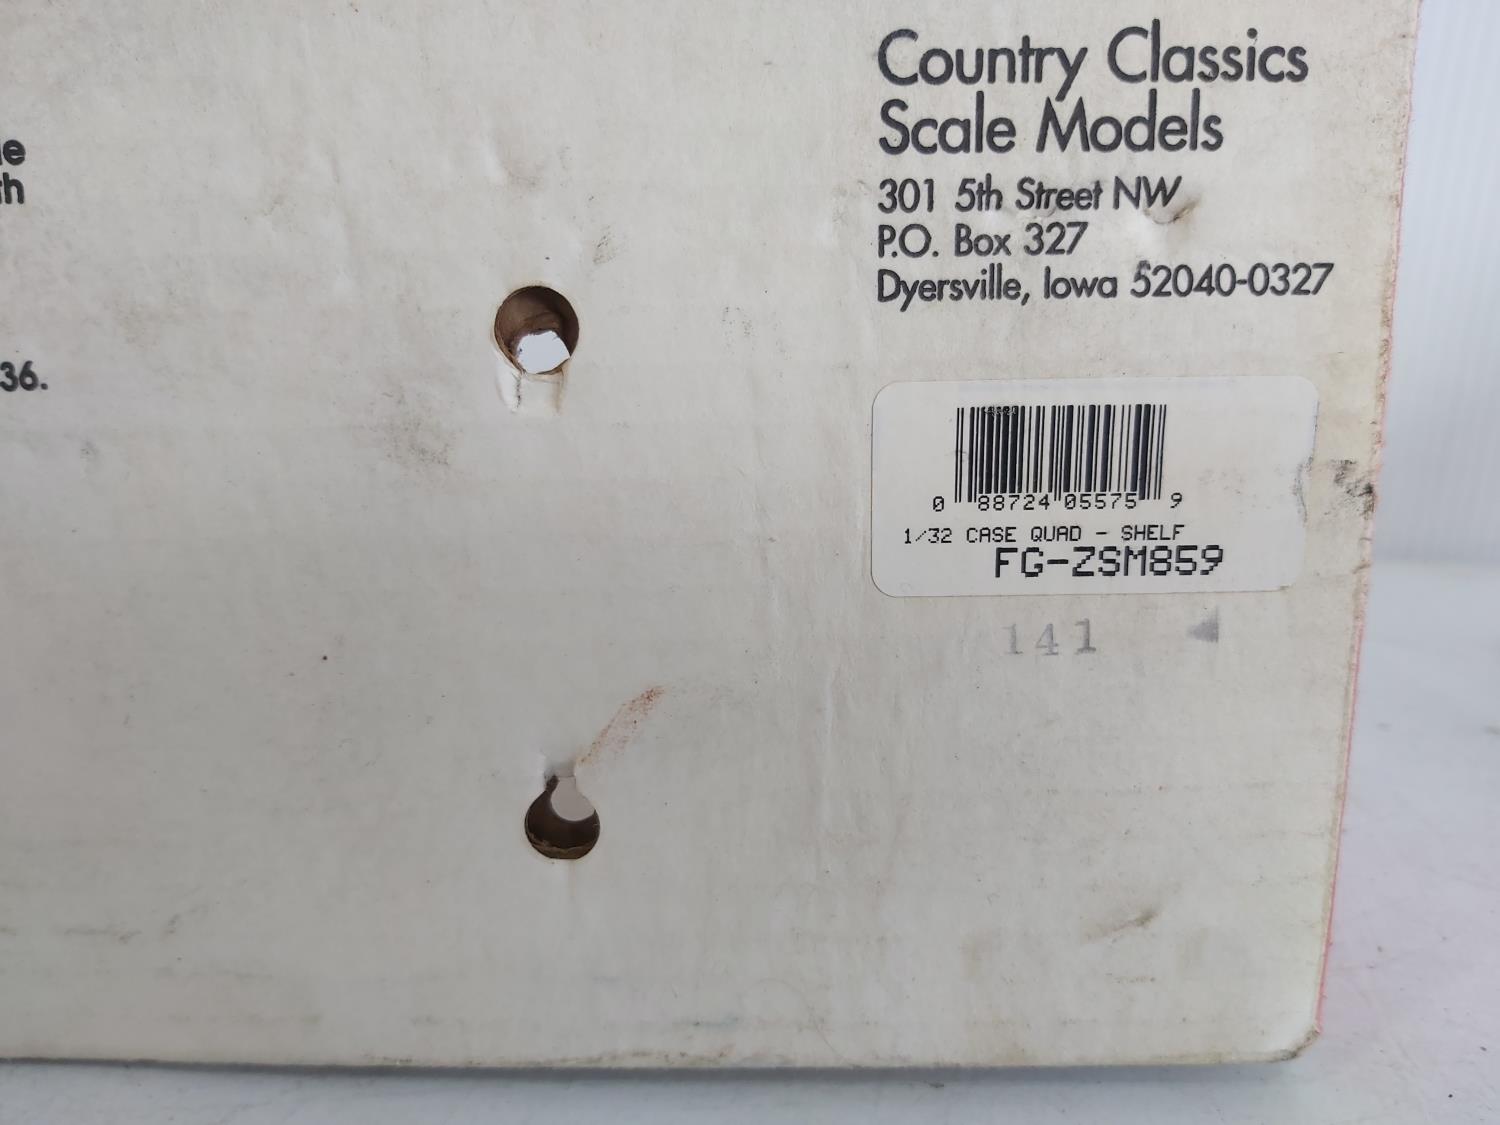 Country Classics
Scale Models
301 5th Street NW
P.O. Box 327
Dyersville, Iowa 52040-0327
36.
0 88724 05575 9
1/32 CASE QUAD - SHELF
FG-ZSM859
141